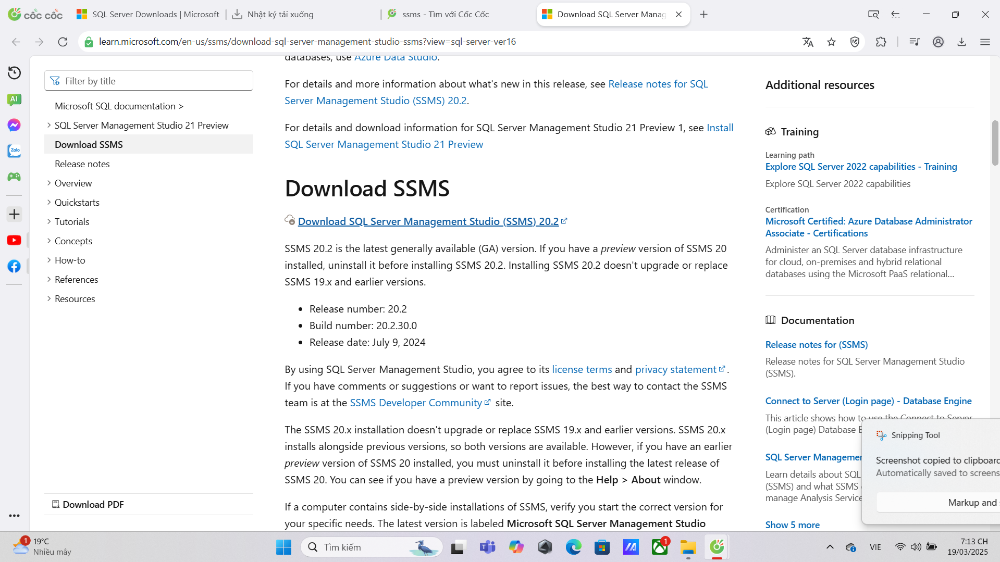 cốc cốc
SQL Server Downloads | Microsoft
Nhật ký tải xuống
ssms - Tìm với Cốc Cốc
Download SQL Server Manag
learn.microsoft.com/en-us/ssms/download-sql-server-management-studio-ssms?view=sql-server-ver16
AI
Zalo
Filter by title
Microsoft SQL documentation >
SQL Server Management Studio 21 Preview
Download SSMS
Release notes
Overview
Quickstarts
Tutorials
Concepts
How-to
References
Resources
Download PDF
databases, use Azure Data Studio.
For details and more information about what's new in this release, see Release notes for SQL
Server Management Studio (SSMS) 20.2.
For details and download information for SQL Server Management Studio 21 Preview 1, see Install
SQL Server Management Studio 21 Preview
Download SSMS
Download SQL Server Management Studio (SSMS) 20.2
SSMS 20.2 is the latest generally available (GA) version. If you have a preview version of SSMS 20
installed, uninstall it before installing SSMS 20.2. Installing SSMS 20.2 doesn't upgrade or replace
SSMS 19.x and earlier versions.
• Release number: 20.2
• Build number: 20.2.30.0
• Release date: July 9, 2024
By using SQL Server Management Studio, you agree to its license terms and privacy statement.
If you have comments or suggestions or want to report issues, the best way to contact the SSMS
team is at the SSMS Developer Community site.
The SSMS 20.x installation doesn't upgrade or replace SSMS 19.x and earlier versions. SSMS 20.x
installs alongside previous versions, so both versions are available. However, if you have an earlier
preview version of SSMS 20 installed, you must uninstall it before installing the latest release of
SSMS 20. You can see if you have a preview version by going to the Help > About window.
If a computer contains side-by-side installations of SSMS, verify you start the correct version for
your specific needs. The latest version is labeled Microsoft SQL Server Management Studio
Additional resources
Training
Learning path
Explore SQL Server 2022 capabilities - Training
Explore SQL Server 2022 capabilities
Certification
Microsoft Certified: Azure Database Administrator
Associate - Certifications
Administer an SQL Server database infrastructure
for cloud, on-premises and hybrid relational
databases using the Microsoft PaaS relational...
Documentation
Release notes for (SSMS)
Release notes for SQL Server Management Studio
(SSMS).
Connect to Server (Login page) - Database Engine
This article shows how to use the Connect to Server
(Login page) Database E
SQL Server Managemen
Learn details about SQL
(SSMS) and what SSMS
manage Analysis Service
Show 5 more
Snipping Tool
Screenshot copied to clipboard
Automatically saved to screens
Markup and
1
19°C
Nhiều mây
Tìm kiếm
1
VIE
7:13 CH
19/03/2025